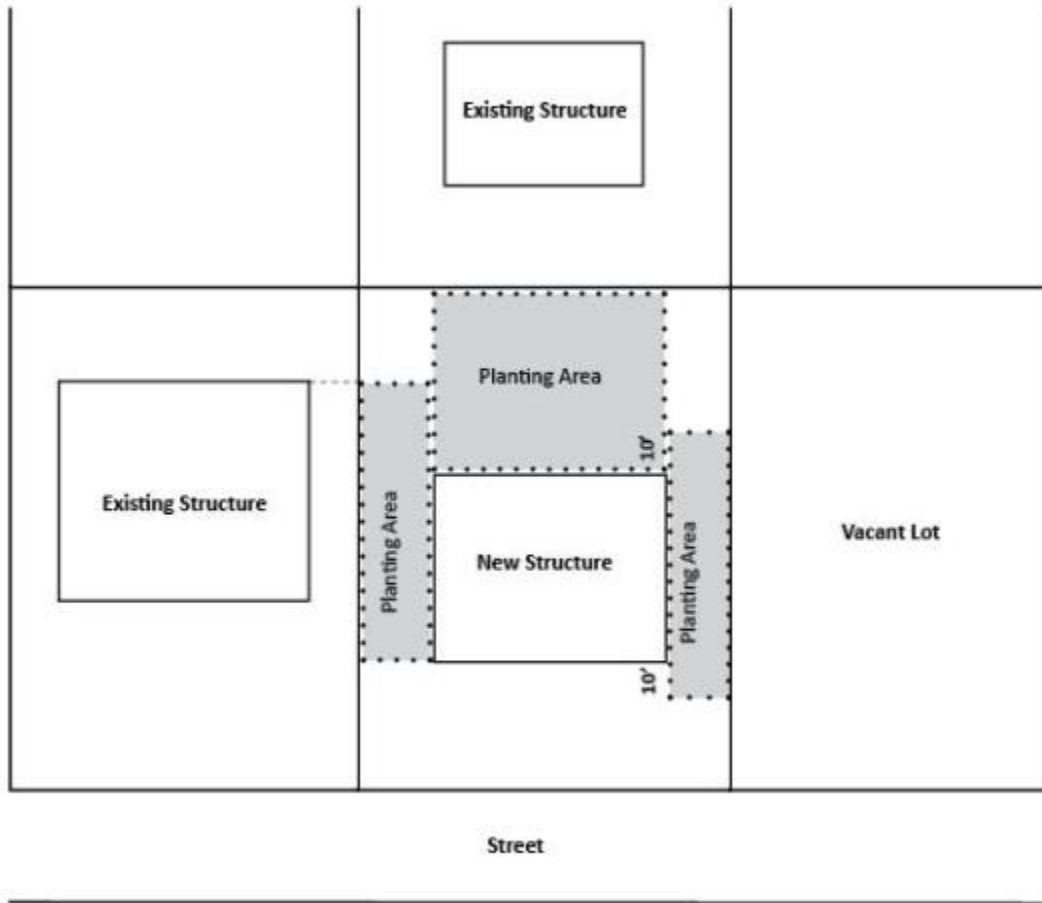 Existing Structure
Planting Area
10'
Existing Structure
Planting Area
New Structure
Planting Area
Vacant Lot
10'
Street